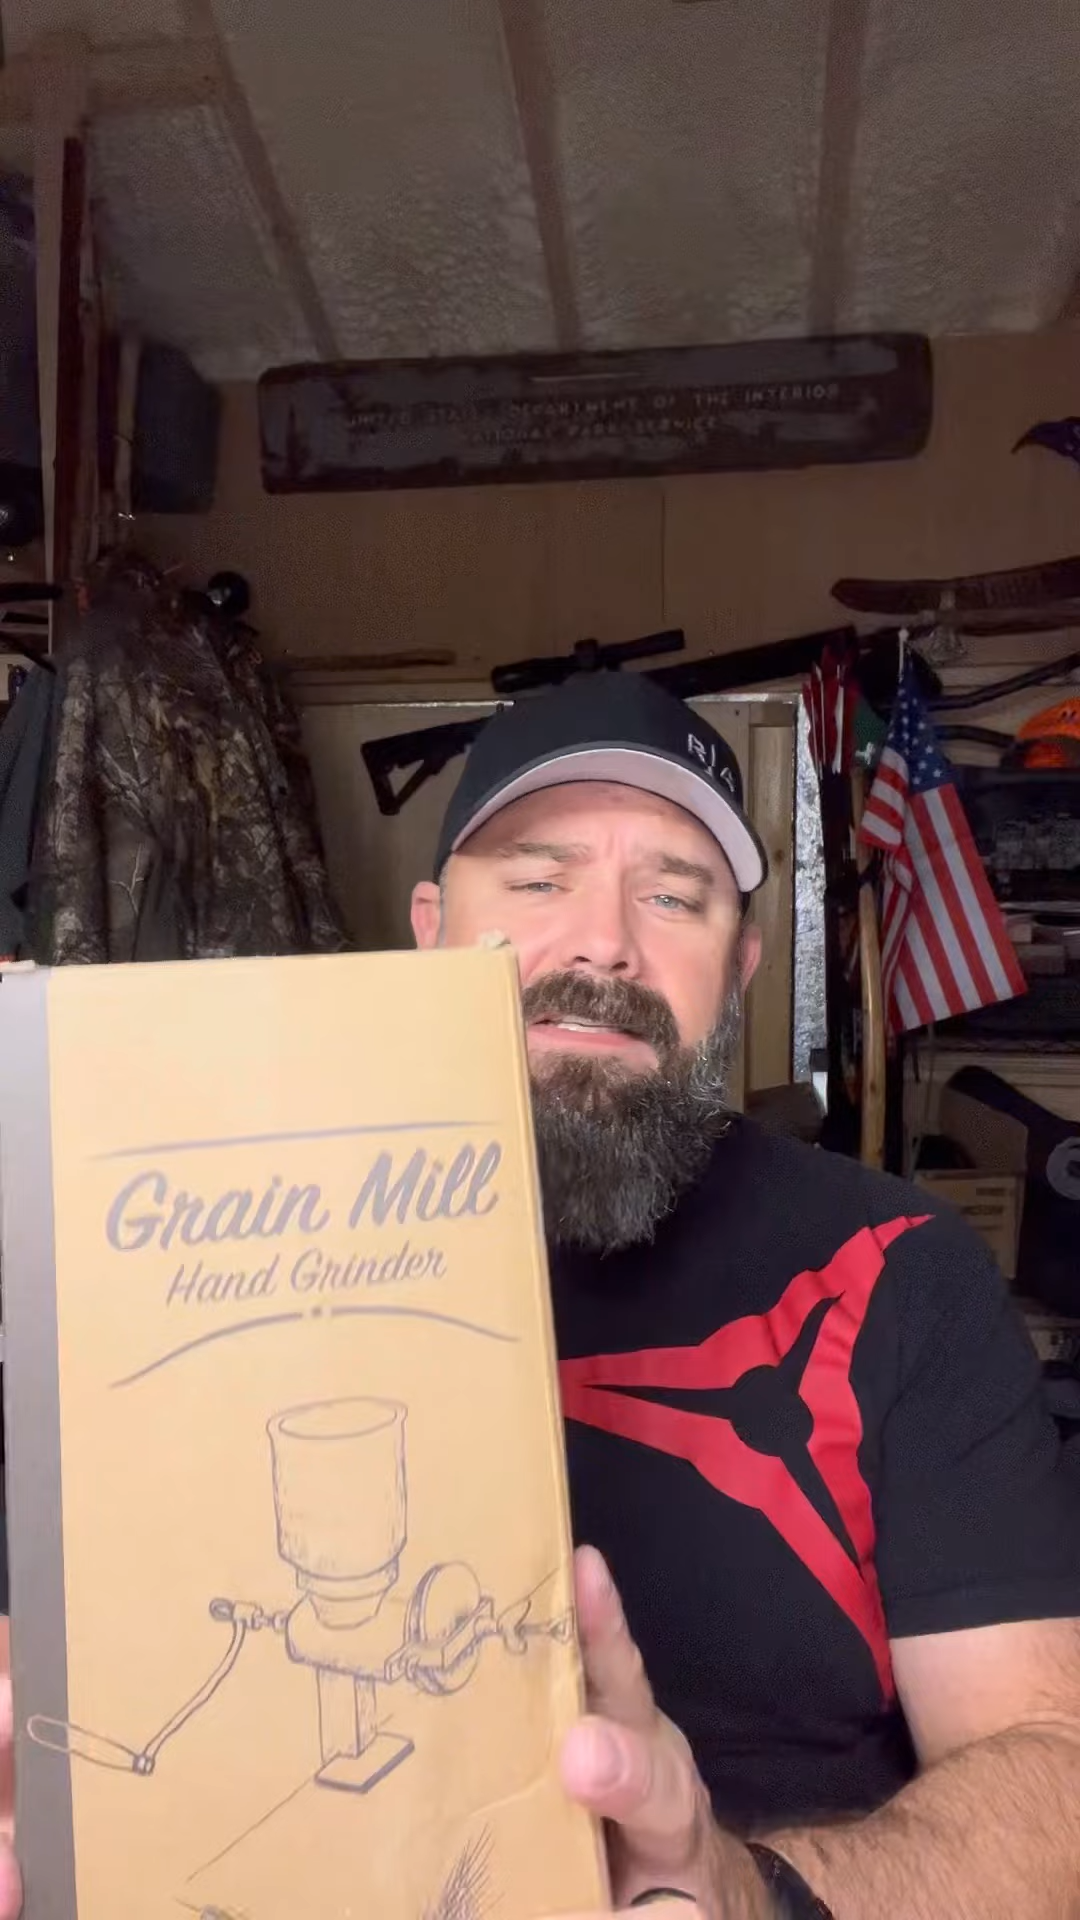 UNITED STATES DEPARTMENT OF THE INTERIOR
NATIONAL PARK SERVICE
R|A
Grain Mill
Hand Grinder